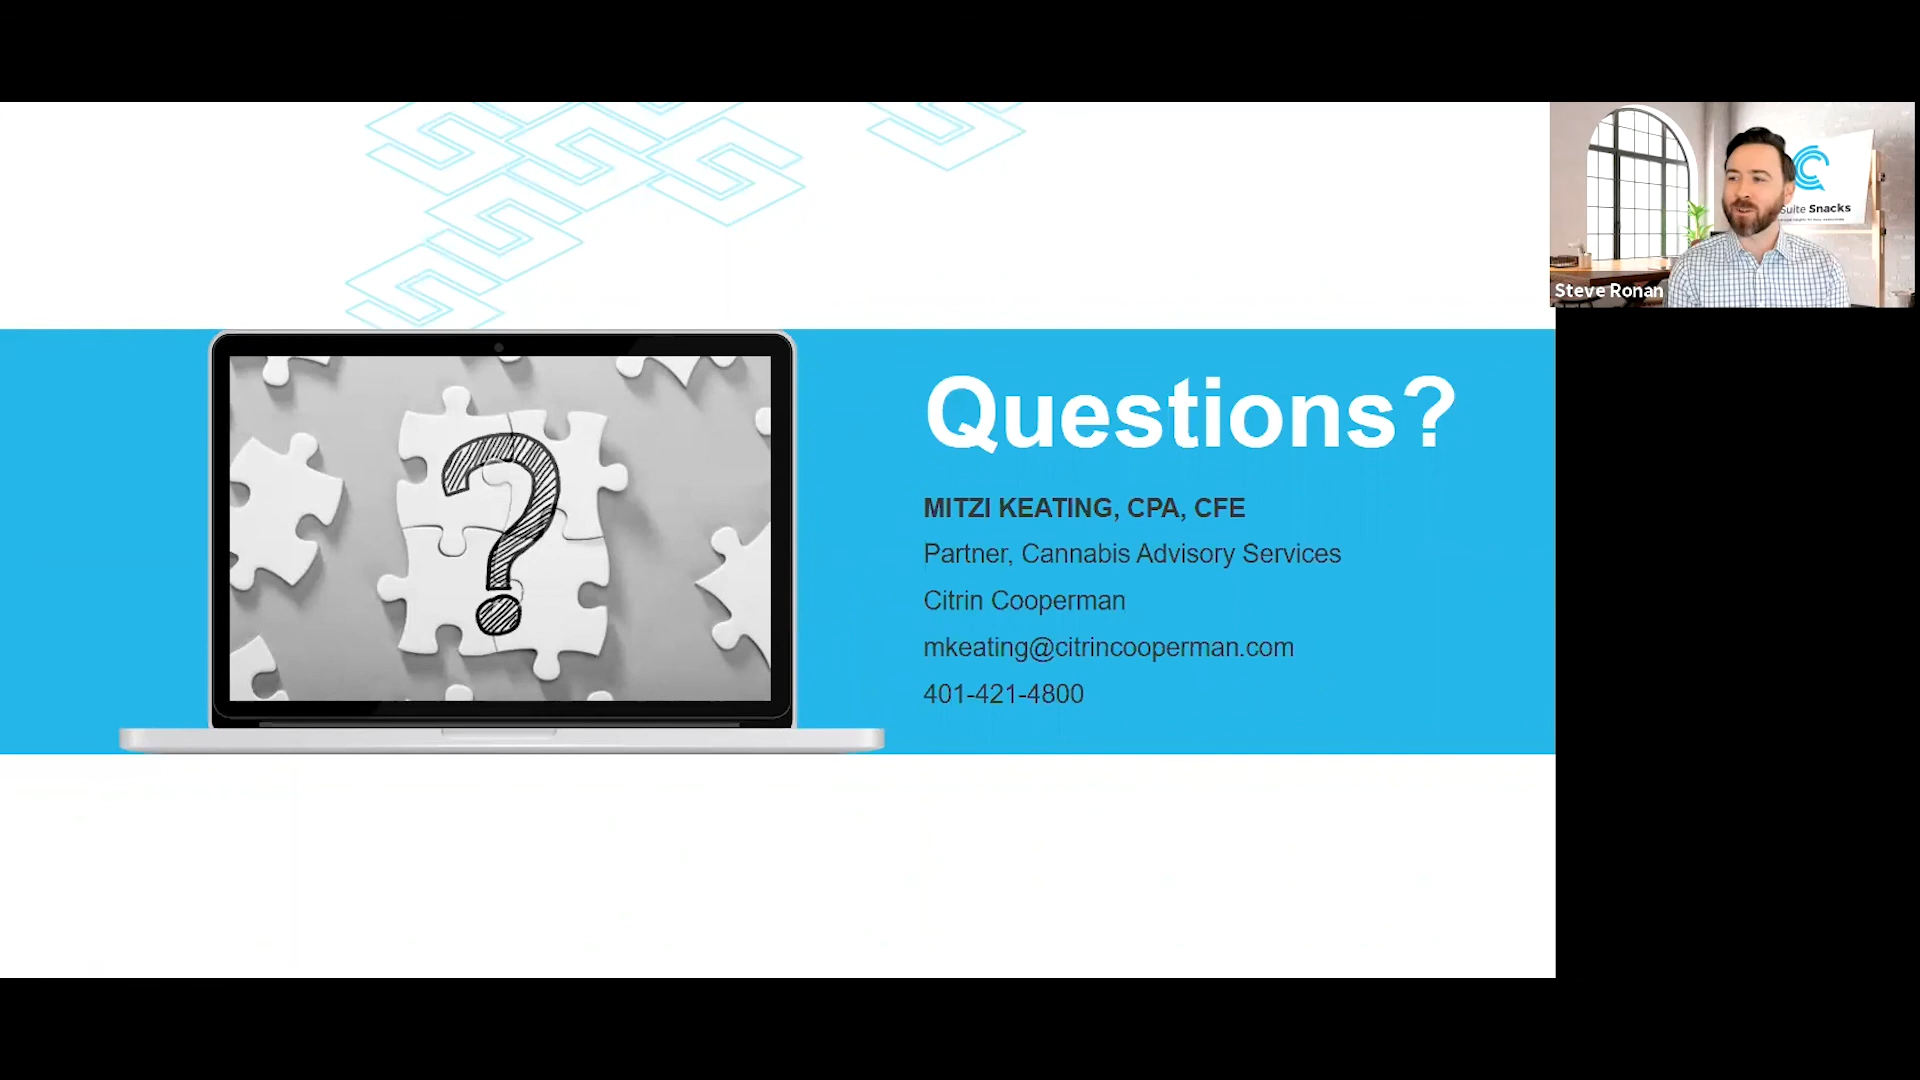 Questions?
MITZI KEATING, CPA, CFE
Partner, Cannabis Advisory Services
Citrin Cooperman
mkeating@citrincooperman.com
401-421-4800
Suite Snacks
Steve Ronan